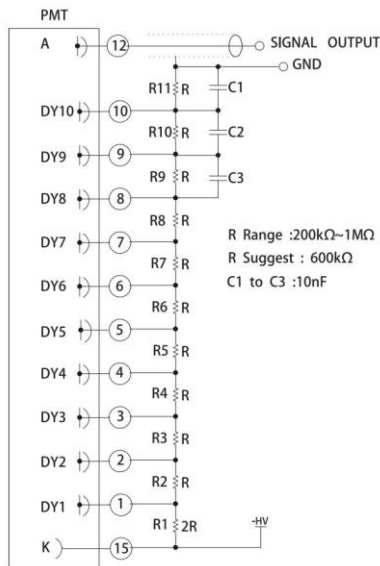 PMT
A 12 SIGNAL OUTPUT
GND
R11 R C1
DY10 10
R10 R C2
DY9 9
R9 R C3
DY8 8
R8 R
DY7 7
R7 R
DY6 6
R6 R
DY5 5
R5 R
DY4 4
R4 R
DY3 3
R3 R
DY2 2
R2 R
DY1 1
R1 2R
-HV
K 15
R Range :200kΩ~1MΩ
R Suggest : 600kΩ
C1 to C3 :10nF